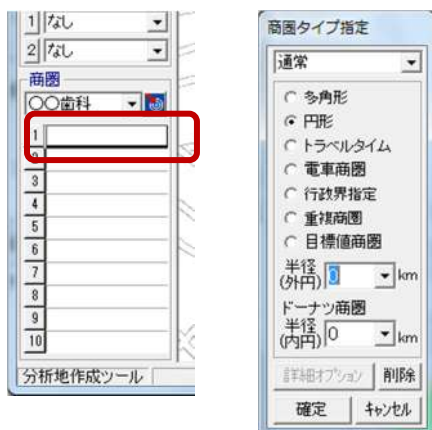 1 なし
2 なし
商圏
〇〇歯科
1
2
3
4
5
6
7
8
9
10
分析地作成ツール
商圏タイプ指定
通常
多角形
円形
トラベルタイム
電車商圏
行政界指定
重複商圏
目標値商圏
半径
(外円) 0 km
ドーナツ商圏
半径
(内円) 0 km
詳細オプション 削除
確定 キャンセル